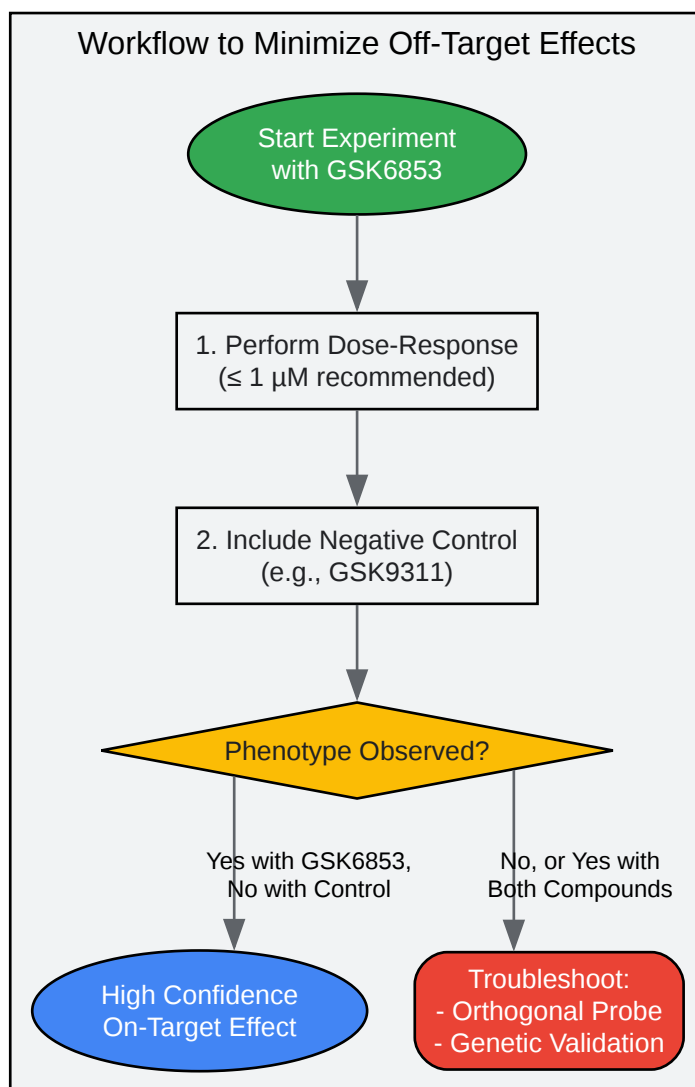 Workflow to Minimize Off-Target Effects
Start Experiment
with GSK6853
1. Perform Dose-Response
(≤ 1 µM recommended)
2. Include Negative Control
(e.g., GSK9311)
Phenotype Observed?
Yes with GSK6853,
No with Control
No, or Yes with
Both Compounds
High Confidence
On-Target Effect
Troubleshoot:
- Orthogonal Probe
- Genetic Validation